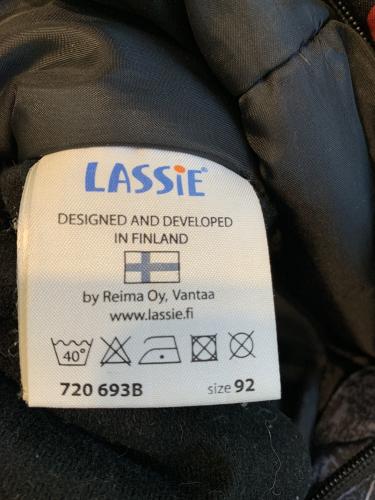 LASSiE®
DESIGNED AND DEVELOPED
IN FINLAND
by Reima Oy, Vantaa
www.lassie.fi
40°
720 693B size 92